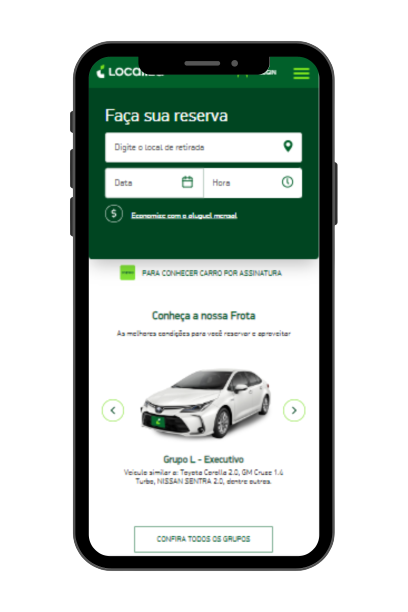 Faça sua reserva
Digite o local de retirada
Data
Hora
$
Economize com o aluguel mensal
PARA CONHECER CARRO POR ASSINATURA
Conheça a nossa Frota
As melhores condições para você reservar e aproveitar
Grupo L - Executivo
Veículo similar a: Toyota Corolla 2.0, GM Cruze 1.4
Turbo, NISSAN SENTRA 2.0, dentre outros.
CONFIRA TODOS OS GRUPOS